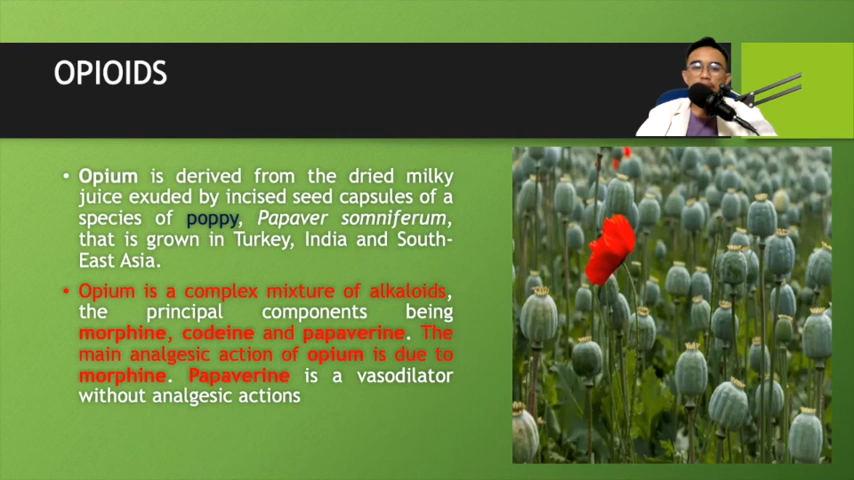 OPIOIDS
• Opium is derived from the dried milky
juice exuded by incised seed capsules of a
species of poppy, Papaver somniferum,
that is grown in Turkey, India and South-
East Asia.
• Opium is a complex mixture of alkaloids,
the principal components being
morphine, codeine and papaverine. The
main analgesic action of opium is due to
morphine. Papaverine is a vasodilator
without analgesic actions